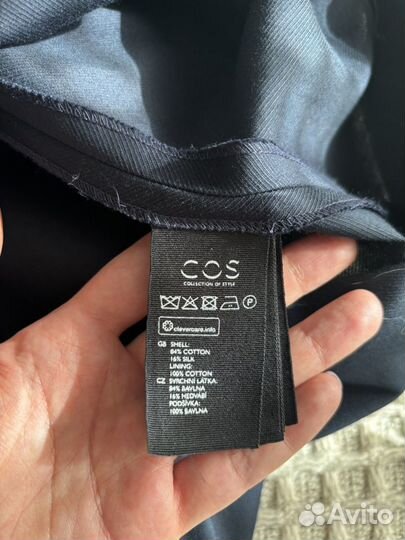 COS
COLLECTION OF STYLE
P
clevercare.info
GB SHELL:
84% COTTON
16% SILK
LINING:
100% COTTON
CZ SVRCHNI LÁTKA:
84% BAVLNA
16% HEDVÁBÍ
PODŠÍVKA:
100% BAVLNA
Avito